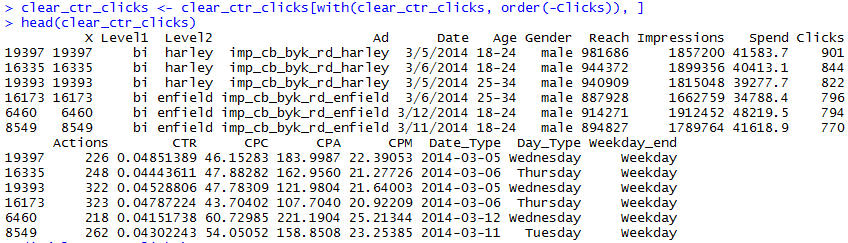 > clear_ctr_clicks <- clear_ctr_clicks[with(clear_ctr_clicks, order(-Clicks)), ]
> head(clear_ctr_clicks)
X Level1 Level2 Ad Date Age Gender Reach Impressions Spend Clicks
19397 19397 bi harley imp_cb_byk_rd_harley 3/5/2014 18-24 male 981686 1857200 41583.7 901
16335 16335 bi harley imp_cb_byk_rd_harley 3/6/2014 18-24 male 944372 1899356 40413.1 844
19393 19393 bi harley imp_cb_byk_rd_harley 3/5/2014 25-34 male 940909 1815048 39277.7 822
16173 16173 bi enfield imp_cb_byk_rd_enfield 3/6/2014 25-34 male 887928 1662759 34788.4 796
6460 6460 bi enfield imp_cb_byk_rd_enfield 3/12/2014 18-24 male 914271 1912452 48219.5 794
8549 8549 bi enfield imp_cb_byk_rd_enfield 3/11/2014 18-24 male 894827 1789764 41618.9 770
Actions CTR CPC CPA CPM Date_Type Day_Type Weekday_end
19397 226 0.04851389 46.15283 183.9987 22.39053 2014-03-05 Wednesday Weekday
16335 248 0.04443611 47.88282 162.9560 21.27726 2014-03-06 Thursday Weekday
19393 322 0.04528806 47.78309 121.9804 21.64003 2014-03-05 Wednesday Weekday
16173 323 0.04787224 43.70402 107.7040 20.92209 2014-03-06 Thursday Weekday
6460 218 0.04151738 60.72985 221.1904 25.21344 2014-03-12 Wednesday Weekday
8549 262 0.04302243 54.05052 158.8508 23.25385 2014-03-11 Tuesday Weekday